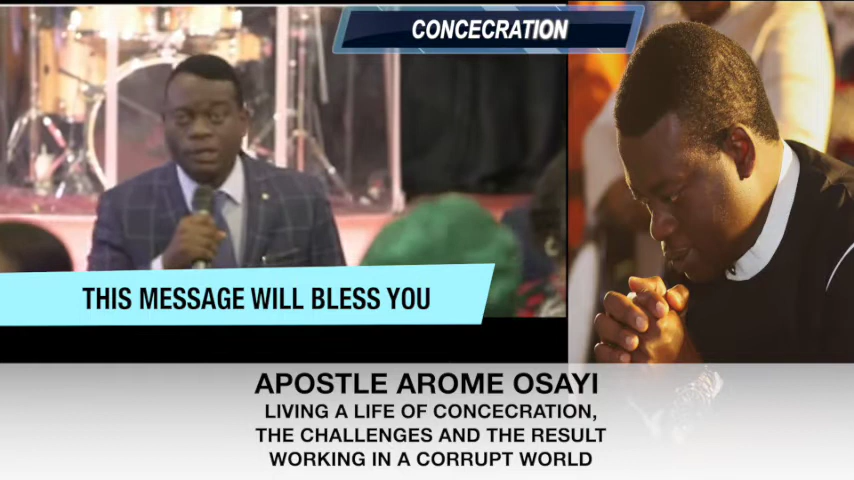 CONCECRATION
THIS MESSAGE WILL BLESS YOU
APOSTLE AROME OSAYI
LIVING A LIFE OF CONCECRATION,
THE CHALLENGES AND THE RESULT
WORKING IN A CORRUPT WORLD